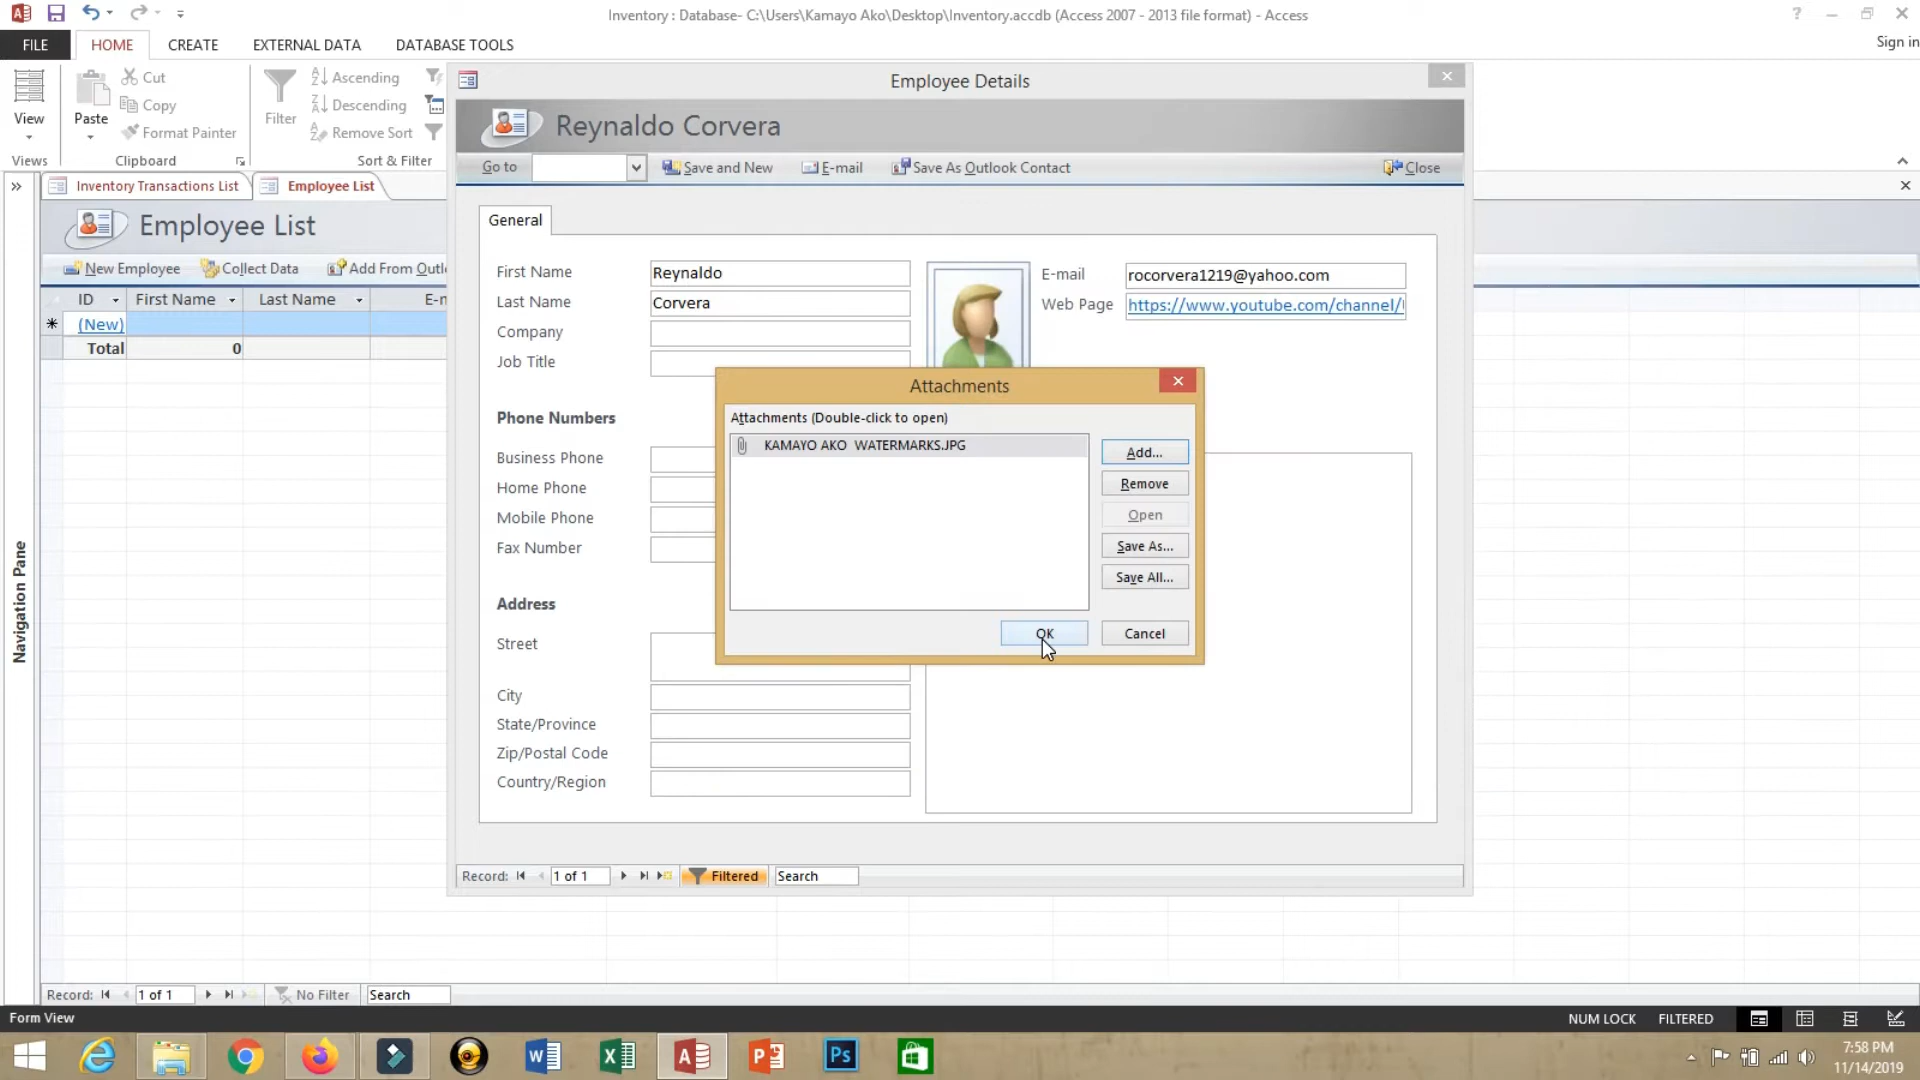 Inventory : Database- C:\Users\Kamayo Ako\Desktop\Inventory.accdb (Access 2007 - 2013 file format) - Access
?
FILE HOME CREATE EXTERNAL DATA DATABASE TOOLS
Sign in
View
Views
Paste
Cut
Copy
Format Painter
Clipboard
Filter
Ascending
Descending
Remove Sort
Sort & Filter
Navigation Pane
Inventory Transactions List
Employee List
Employee List
New Employee Collect Data Add From Outl
ID First Name Last Name E-m
(New)
Total 0
Employee Details
Reynaldo Corvera
Go to Save and New E-mail Save As Outlook Contact Close
General
First Name Reynaldo
Last Name Corvera
Company
Job Title
E-mail rocorvera1219@yahoo.com
Web Page https://www.youtube.com/channel/
Phone Numbers
Business Phone
Home Phone
Mobile Phone
Fax Number
Address
Street
City
State/Province
Zip/Postal Code
Country/Region
Attachments
Attachments (Double-click to open)
KAMAYO AKO WATERMARKS.JPG
Add...
Remove
Open
Save As...
Save All...
OK Cancel
Record: 1 of 1 Filtered Search
Record: 1 of 1 No Filter Search
Form View
NUM LOCK FILTERED
7:58 PM
11/14/2019